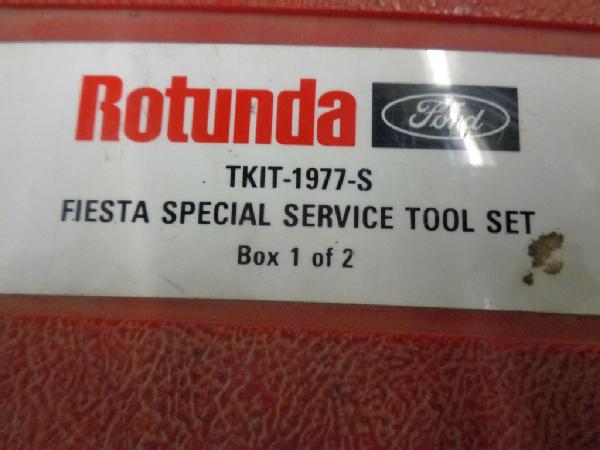 Rotunda Ford
TKIT-1977-S
FIESTA SPECIAL SERVICE TOOL SET
Box 1 of 2